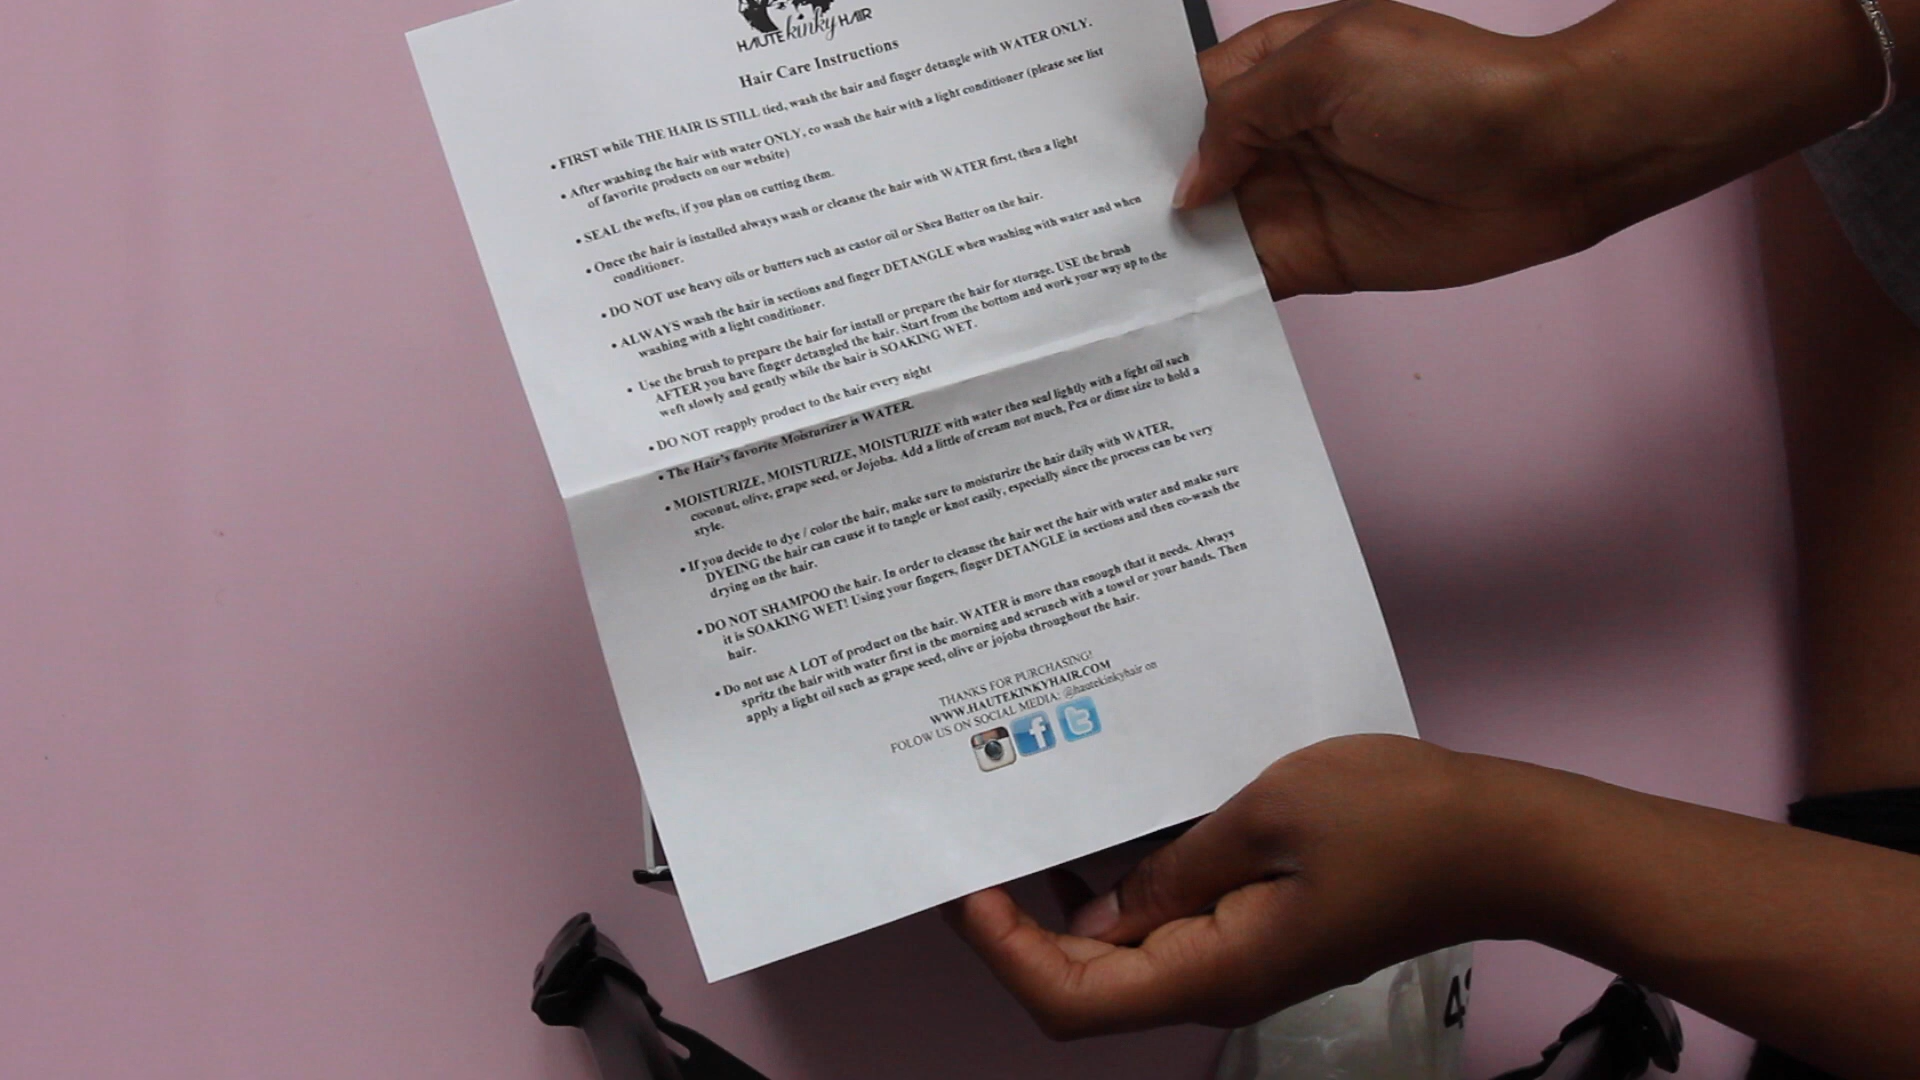 HAUTE kinky HAIR
Hair Care Instructions
• FIRST while THE HAIR IS STILL tied, wash the hair and finger detangle with WATER ONLY.
• After washing the hair with water ONLY, co wash the hair with a light conditioner (please see list
of favorite products on our website)
• SEAL the wefts, if you plan on cutting them.
• Once the hair is installed always wash or cleanse the hair with WATER first, then a light
conditioner.
• DO NOT use heavy oils or butters such as castor oil or Shea Butter on the hair.
• ALWAYS wash the hair in sections and finger DETANGLE when washing with water and when
washing with a light conditioner.
• Use the brush to prepare the hair for install or prepare the hair for storage. USE the brush
AFTER you have finger detangled the hair. Start from the bottom and work your way up to the
weft slowly and gently while the hair is SOAKING WET.
• DO NOT reapply product to the hair every night
• The Hair's favorite Moisturizer is WATER.
• MOISTURIZE, MOISTURIZE, MOISTURIZE with water then seal lightly with a light oil such
coconut, olive, grape seed, or Jojoba. Add a little of cream not much, Pea or dime size to hold a
style.
• If you decide to dye / color the hair, make sure to moisturize the hair daily with WATER,
DYEING the hair can cause it to tangle or knot easily, especially since the process can be very
drying on the hair.
• DO NOT SHAMPOO the hair. In order to cleanse the hair wet the hair with water and make sure
it is SOAKING WET! Using your fingers, finger DETANGLE in sections and then co-wash the
hair.
• Do not use A LOT of product on the hair. WATER is more than enough that it needs. Always
spritz the hair with water first in the morning and scrunch with a towel or your hands. Then
apply a light oil such as grape seed, olive or jojoba throughout the hair.
THANKS FOR PURCHASING!
WWW.HAUTEKINKYHAIR.COM
FOLOW US ON SOCIAL MEDIA: @hautekinkyhair on
f t